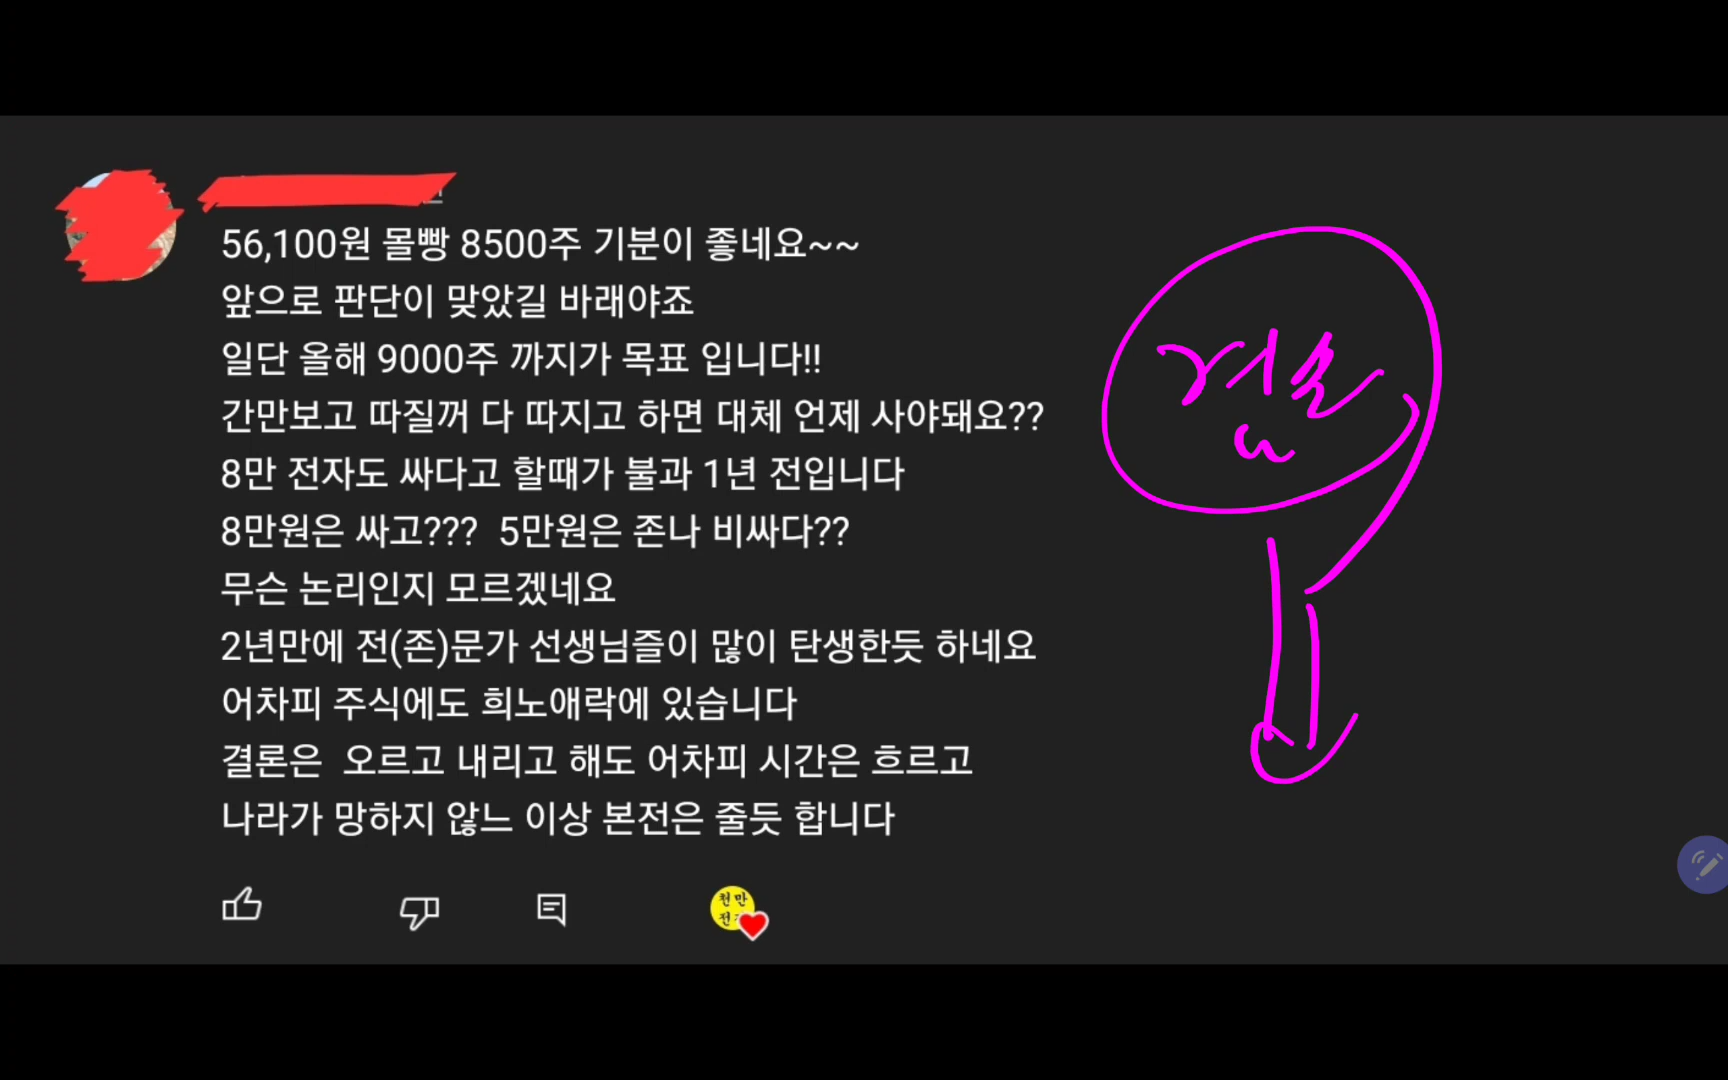 56,100원 몰빵 8500주 기분이 좋네요~~
앞으로 판단이 맞았길 바래야죠
일단 올해 9000주 까지가 목표 입니다!!
간만보고 따질꺼 다 따지고 하면 대체 언제 사야돼요??
8만 전자도 싸다고 할때가 불과 1년 전입니다
8만원은 싸고??? 5만원은 존나 비싸다??
무슨 논리인지 모르겠네요
2년만에 전(존)문가 선생님즐이 많이 탄생한듯 하네요
어차피 주식에도 희노애락에 있습니다
결론은 오르고 내리고 해도 어차피 시간은 흐르고
나라가 망하지 않느 이상 본전은 줄듯 합니다
천만